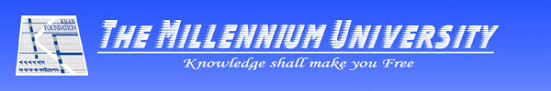 KHAN
FOUNDATION
THE MILLENNIUM UNIVERSITY
Knowledge shall make you Free